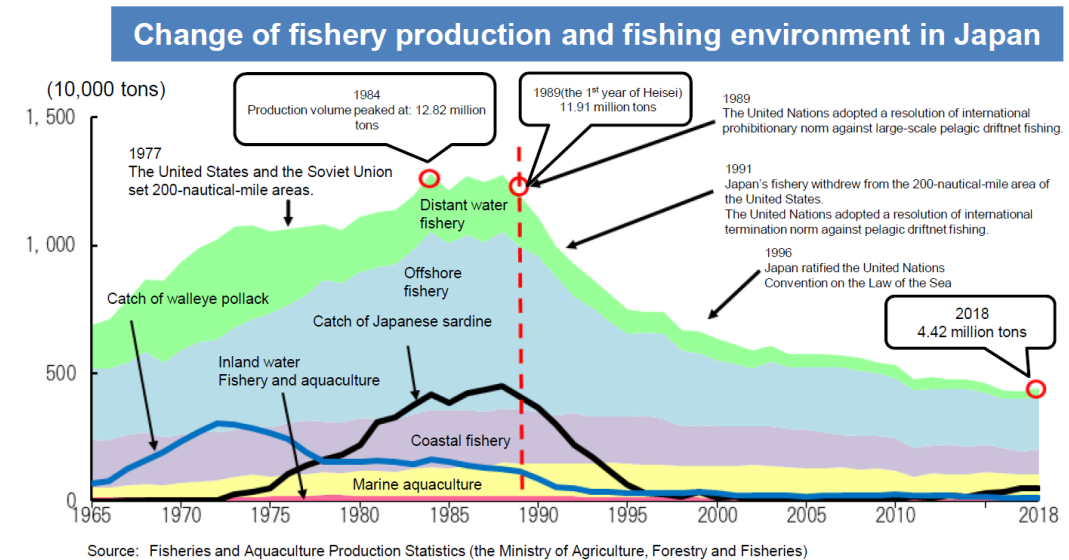 Change of fishery production and fishing environment in Japan
(10,000 tons)
1984
Production volume peaked at: 12.82 million
tons
1989(the 1st year of Heisei)
11.91 million tons
1989
The United Nations adopted a resolution of international
prohibitionary norm against large-scale pelagic driftnet fishing.
1977
The United States and the Soviet Union
set 200-nautical-mile areas.
1991
Japan's fishery withdrew from the 200-nautical-mile area of
the United States.
The United Nations adopted a resolution of international
termination norm against pelagic driftnet fishing.
1996
Japan ratified the United Nations
Convention on the Law of the Sea
2018
4.42 million tons
Distant water
fishery
Offshore
fishery
Catch of walleye pollack
Catch of Japanese sardine
Inland water
Fishery and aquaculture
Coastal fishery
Marine aquaculture
1,500
1,000
500
0
1965 1970 1975 1980 1985 1990 1995 2000 2005 2010 2018
Source: Fisheries and Aquaculture Production Statistics (the Ministry of Agriculture, Forestry and Fisheries)